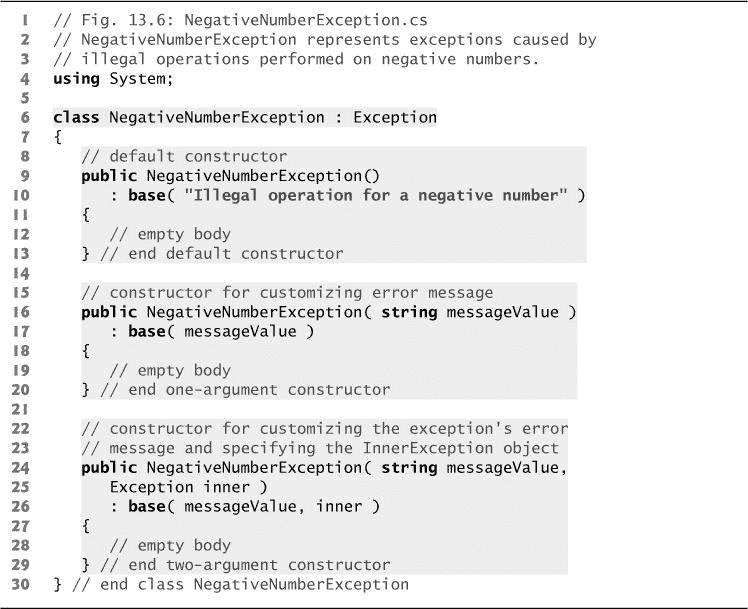 1 // Fig. 13.6: NegativeNumberException.cs
2 // NegativeNumberException represents exceptions caused by
3 // illegal operations performed on negative numbers.
4 using System;
5
6 class NegativeNumberException : Exception
7 {
8    // default constructor
9    public NegativeNumberException()
10       : base( "Illegal operation for a negative number" )
11    {
12       // empty body
13    } // end default constructor
14
15    // constructor for customizing error message
16    public NegativeNumberException( string messageValue )
17       : base( messageValue )
18    {
19       // empty body
20    } // end one-argument constructor
21
22    // constructor for customizing the exception's error
23    // message and specifying the InnerException object
24    public NegativeNumberException( string messageValue,
25       Exception inner )
26       : base( messageValue, inner )
27    {
28       // empty body
29    } // end two-argument constructor
30 } // end class NegativeNumberException